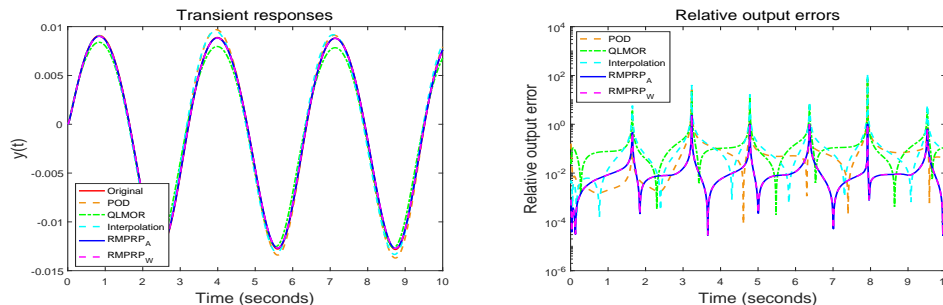 Transient responses
0.01
0.005
0
-0.005
-0.01
-0.015
y(t)
Original
POD
QLMOR
Interpolation
RMPRP_A
RMPRP_W
0 1 2 3 4 5 6 7 8 9 10
Time (seconds)
Relative output errors
10^4
10^2
10^0
10^-2
10^-4
10^-6
Relative output error
POD
QLMOR
Interpolation
RMPRP_A
RMPRP_W
0 1 2 3 4 5 6 7 8 9 10
Time (seconds)